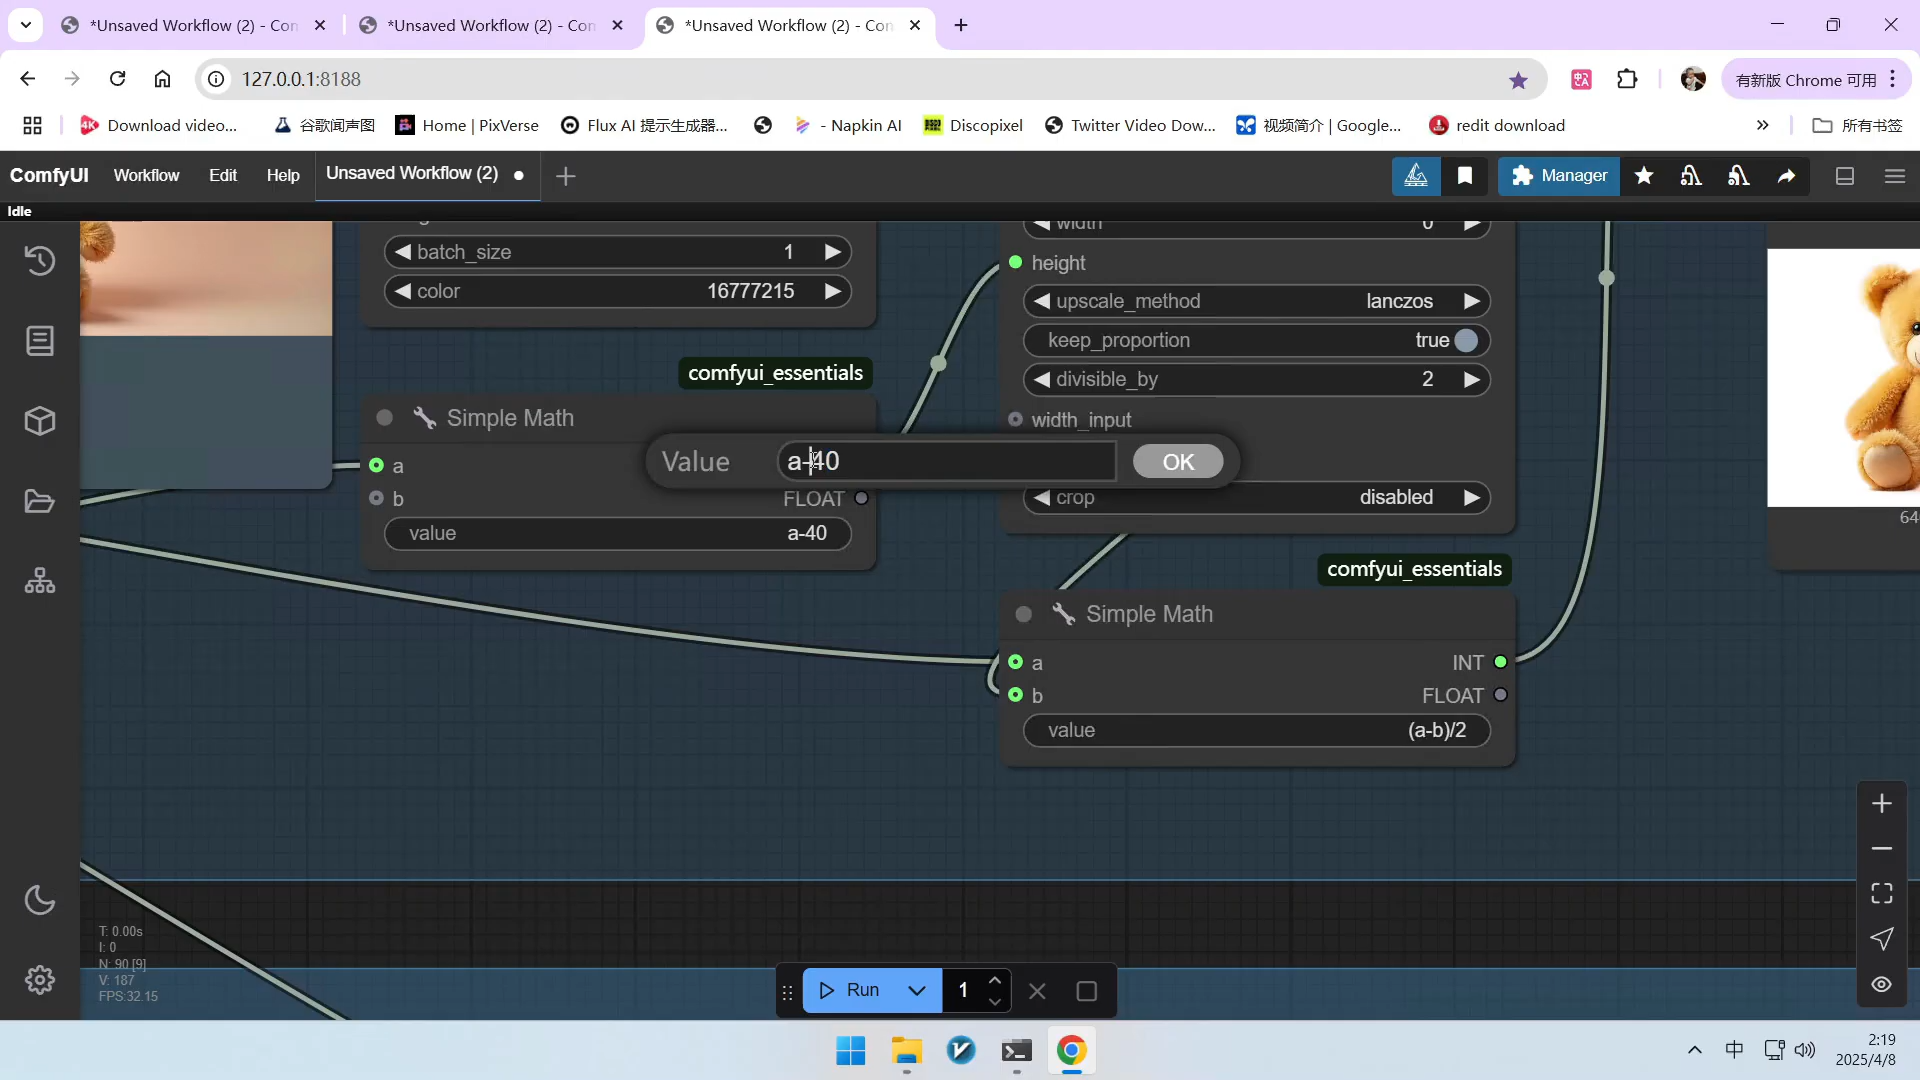 *Unsaved Workflow (2) - Con
*Unsaved Workflow (2) - Con
*Unsaved Workflow (2) - Con
127.0.0.1:8188
有新版 Chrome 可用
Download video...
谷歌闻声图
Home | PixVerse
Flux AI 提示生成器...
- Napkin AI
Discopixel
Twitter Video Dow...
视频简介 | Google...
redit download
所有书签
ComfyUI
Workflow
Edit
Help
Unsaved Workflow (2)
Manager
Idle
width 0
batch_size 1
height
color 16777215
upscale_method lanczos
keep_proportion true
comfyui_essentials
divisible_by 2
Simple Math
width_input
Value a-40 OK
a
b FLOAT
crop disabled
value a-40
64
comfyui_essentials
Simple Math
a INT
b FLOAT
value (a-b)/2
T: 0.00s
I: 0
N: 90 [9]
V: 187
FPS:32.15
Run 1
中
2:19
2025/4/8